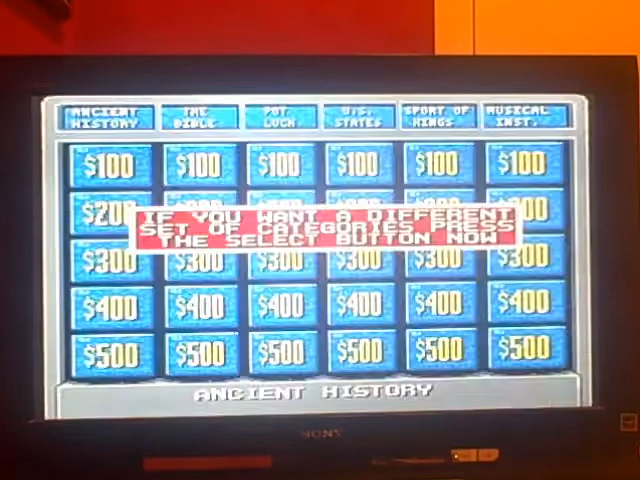 ANCIENT HISTORY
THE BIBLE
POT LUCK
U.S. STATES
SPORT OF KINGS
MUSICAL INST.
$100 $100 $100 $100 $100 $100
$200
IF YOU WANT A DIFFERENT
SET OF CATEGORIES PRESS
THE SELECT BUTTON NOW
$300 $300 $300 $300 $300 $300
$400 $400 $400 $400 $400 $400
$500 $500 $500 $500 $500 $500
ANCIENT HISTORY
SONY